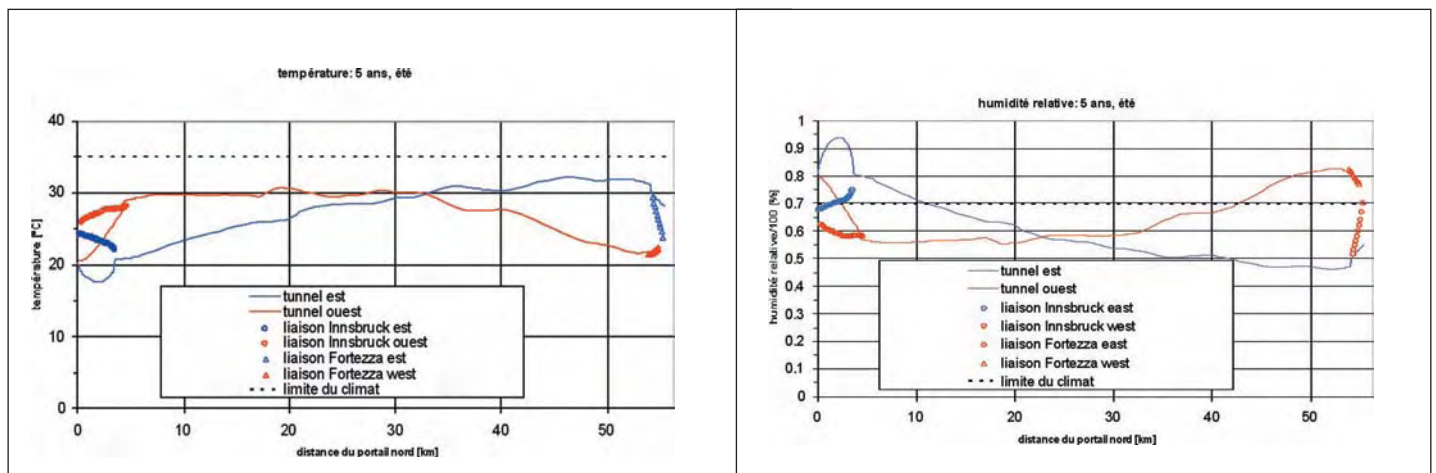 température: 5 ans, été
40
30
20
10
0
température [°C]
0 10 20 30 40 50
distance du portail nord [km]
tunnel est
tunnel ouest
liaison Innsbruck est
liaison Innsbruck ouest
liaison Fortezza est
liaison Fortezza west
limite du climat
humidité relative: 5 ans, été
1
0.9
0.8
0.7
0.6
0.5
0.4
0.3
0.2
0.1
0
humidité relative/100 [%]
0 10 20 30 40 50
distance du portail nord [km]
tunnel est
tunnel ouest
liaison Innsbruck east
liaison Innsbruck west
liaison Fortezza east
liaison Fortezza west
limite du climat